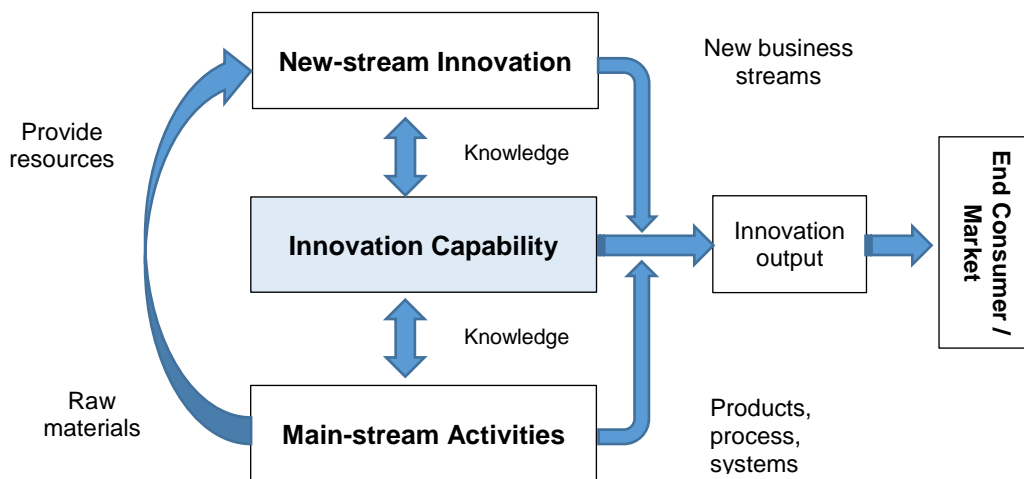 New-stream Innovation
New business
streams
Provide
resources
Knowledge
Innovation Capability
Innovation
output
End Consumer /
Market
Knowledge
Raw
materials
Main-stream Activities
Products,
process,
systems